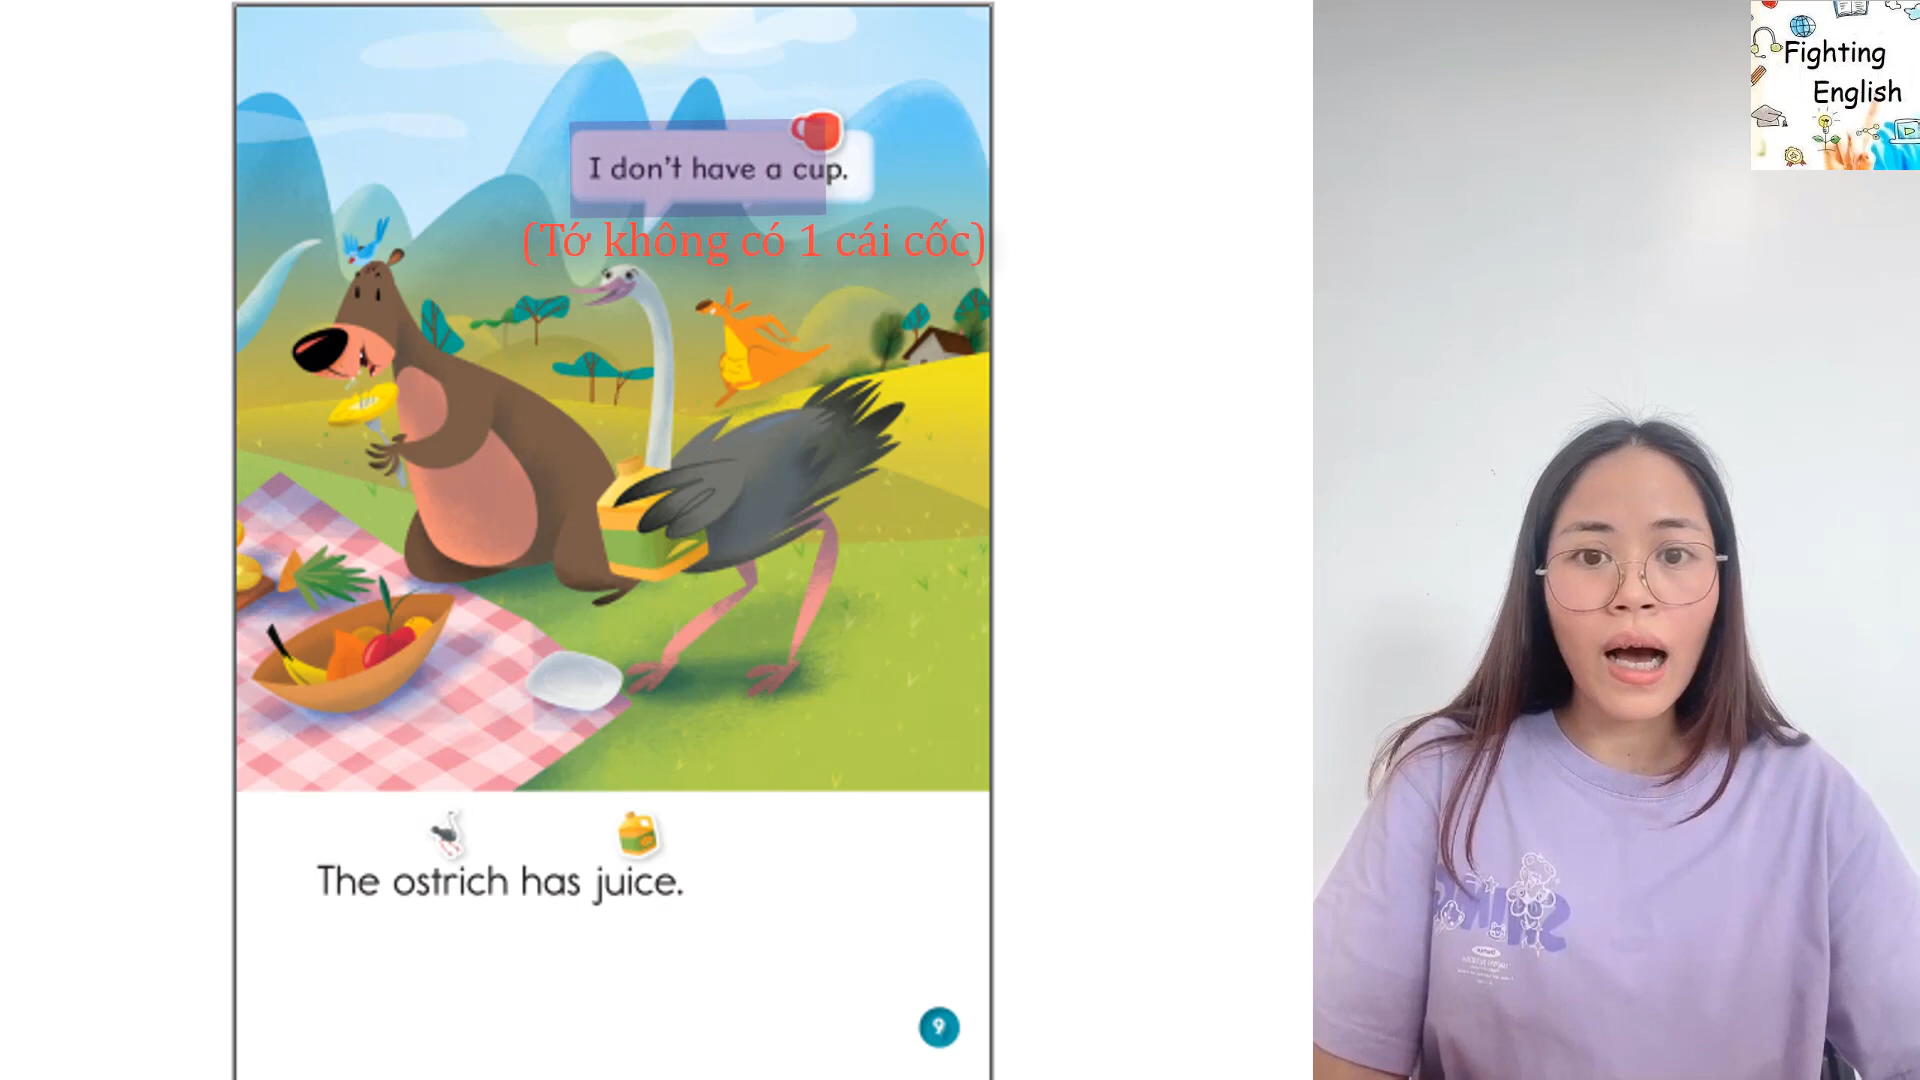 I don't have a cup.
(Tớ không có 1 cái cốc)
The ostrich has juice.
9
Fighting
English